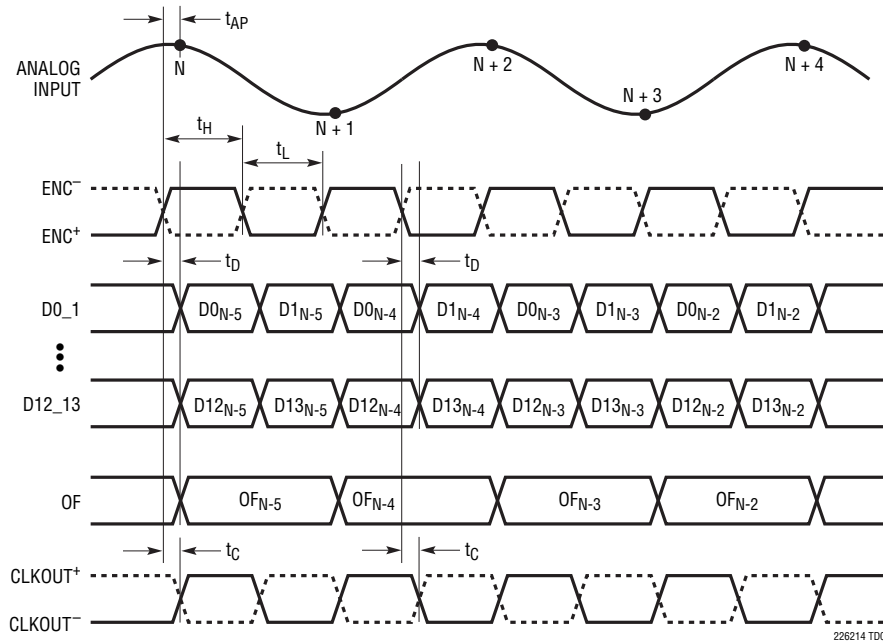 tAP
ANALOG
INPUT
N
N + 1
N + 2
N + 3
N + 4
tH
tL
ENC–
ENC+
tD
tD
D0_1
D0N-5
D1N-5
D0N-4
D1N-4
D0N-3
D1N-3
D0N-2
D1N-2
D12_13
D12N-5
D13N-5
D12N-4
D13N-4
D12N-3
D13N-3
D12N-2
D13N-2
OF
OFN-5
OFN-4
OFN-3
OFN-2
tC
tC
CLKOUT+
CLKOUT–